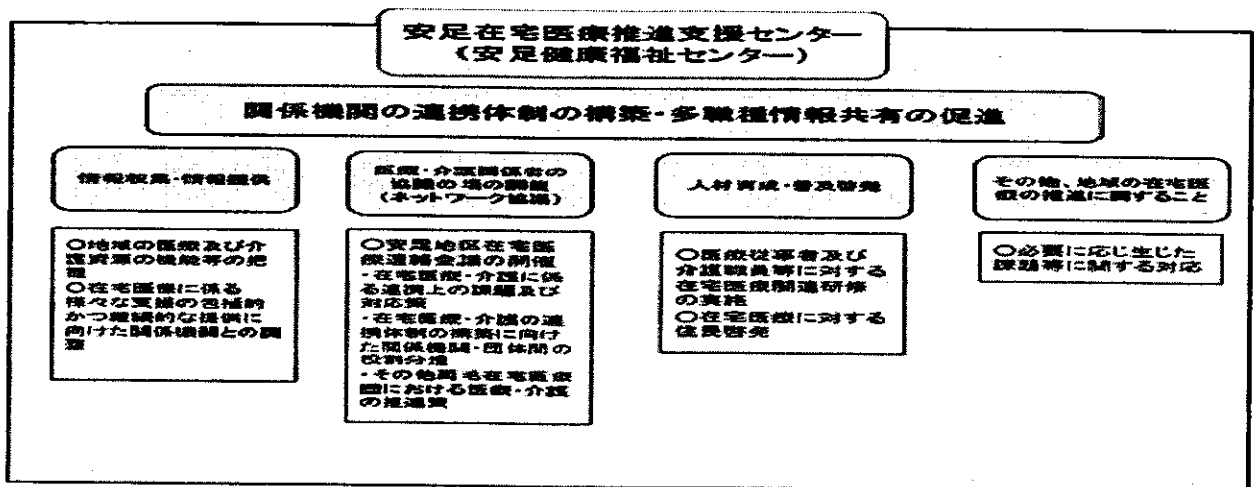 安足在宅医療推進支援センター
(安足健康福祉センター)
関係機関の連携体制の構築・多職種情報共有の促進
情報収集・情報提供
医療・介護関係者の
協議の場の開催
(ネットワーク協議)
人材育成・普及啓発
その他、地域の在宅医
療の推進に関すること
〇地域の医療及び介
護資源の機能等の把
握
〇在宅医療に係る
様々な支援の包括的
かつ継続的な提供に
向けた関係機関との調
整
〇安足地区在宅医
療連絡会議の開催
・在宅医療・介護に係
る連携上の課題及び
対応策
・在宅医療・介護の連
携体制の構築に向け
た関係機関・団体間の
役割分担
・その他両毛在宅医療
圏における医療・介護
の推進
〇医療従事者及び
介護職員等に対する
在宅医療関連研修
の実施
〇在宅医療に対する
住民啓発
〇必要に応じ生じた
課題等に関する対応